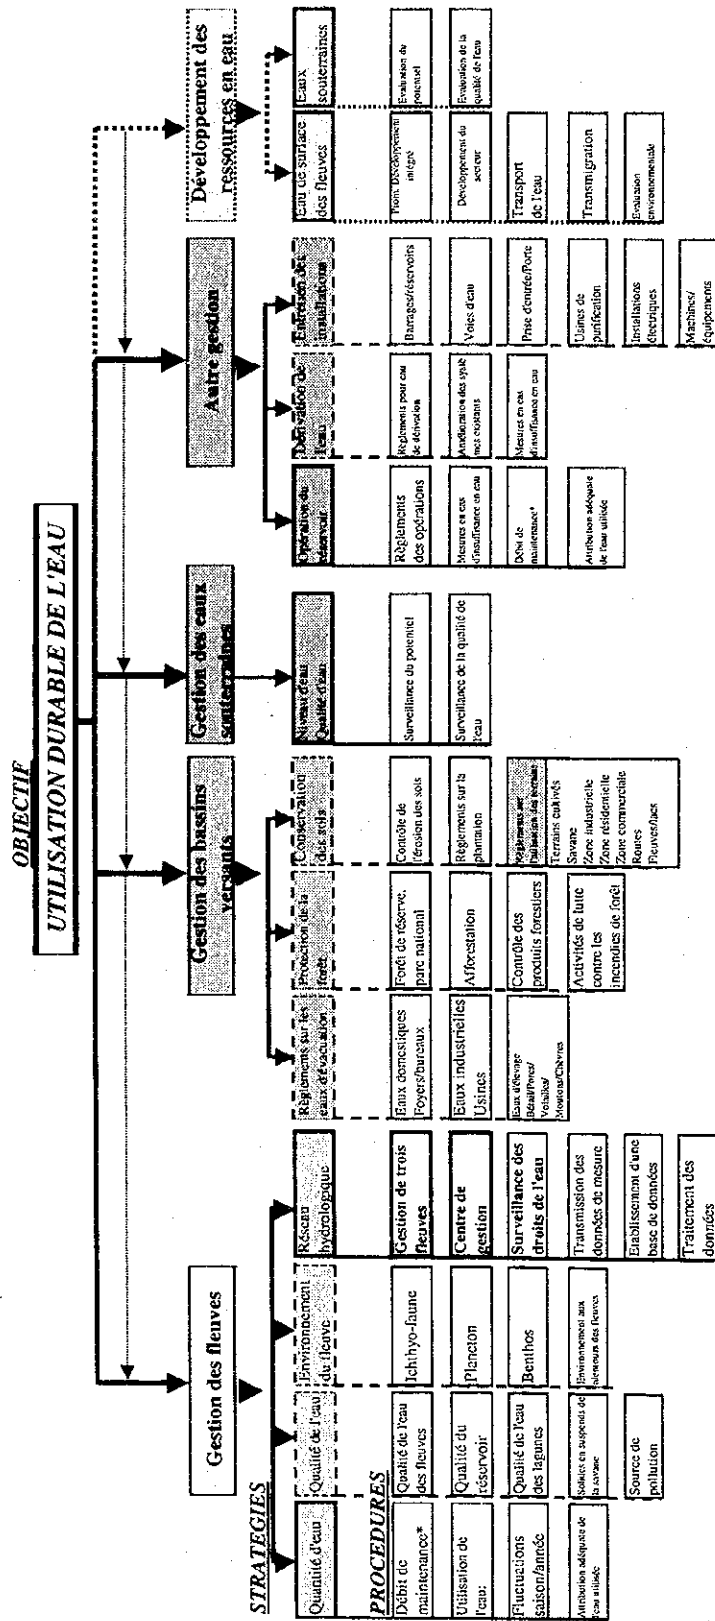 OBJECTIF
UTILISATION DURABLE DE L'EAU
Gestion des fleuves
Gestion des bassins
versants
Gestion des eaux
souterraines
Autre gestion
Développement des
ressources en eau
STRATEGIES
Quantité d'eau
Qualité de l'eau
Environnement
du fleuve
Réseau
hydrologique
Règlements sur les
eaux d'évacuation
Protection de la
forêt
Conservation
des sols
Niveau d'eau
Qualité d'eau
Opération du
réservoir
Dérivation de
l'eau
Entretien des
installations
Eau de surface
des fleuves
Eaux
souterraines
PROCEDURES
Débit de
maintenance*
Utilisation de
l'eau:
Fluctuations
saison/année
Attribution adéquate de
l'eau utilisée
Qualité de l'eau
des fleuves
Qualité du
réservoir
Qualité de l'eau
des lagunes
Solides en suspends de
la savane
Source de
pollution
Ichthyo-faune
Plancton
Benthos
Environnement aux
alentours des fleuves
Gestion de trois
fleuves
Centre de
gestion
Surveillance des
droits de l'eau
Transmission des
données de mesure
Etablissement d'une
base de données
Traitement des
données
Eaux domestiques
Foyers/bureaux
Eaux industrielles
Usines
Eaux d'élevage
Bétail/Porcs/
Volailles/
Moutons/Chèvres
Forêt de réserve,
parc national
Afforestation
Contrôle des
produits forestiers
Activités de lutte
contre les
incendies de forêt
Contrôle de
l'érosion des sols
Règlements sur la
plantation
Règlements sur
l'utilisation des terrains
Terrains cultivés
Savane
Zone industrielle
Zone résidentielle
Zone commerciale
Routes
Fleuves/lacs
Surveillance du potentiel
Surveillance de la qualité de
l'eau
Règlements
des opérations
Mesures en cas
d'insuffisance en eau
Débit de
maintenance*
Attribution adéquate
de l'eau utilisée
Règlements pour eau
de dérivation
Amélioration des systè
mes existants
Mesures en cas
d'insuffisance en eau
Barrages/réservoirs
Voies d'eau
Prise d'entrée/Porte
Usines de
purification
Installations
électriques
Machines/
équipements
Prom. Développement
intégré
Développement du
secteur
Transport
de l'eau
Transmigration
Evaluation
environnementale
Evaluation du
potentiel
Evaluation de la
qualité de l'eau